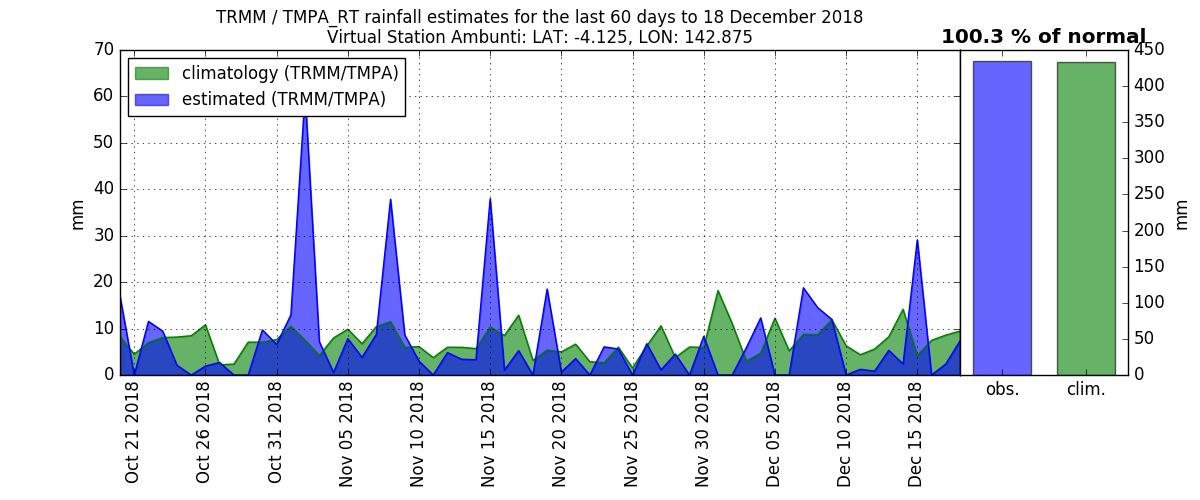 TRMM / TMPA_RT rainfall estimates for the last 60 days to 18 December 2018
Virtual Station Ambunti: LAT: -4.125, LON: 142.875
100.3 % of normal
climatology (TRMM/TMPA)
estimated (TRMM/TMPA)
70
60
50
40
30
20
10
0
mm
Oct 21 2018
Oct 26 2018
Oct 31 2018
Nov 05 2018
Nov 10 2018
Nov 15 2018
Nov 20 2018
Nov 25 2018
Nov 30 2018
Dec 05 2018
Dec 10 2018
Dec 15 2018
obs.
clim.
450
400
350
300
250
200
150
100
50
0
mm